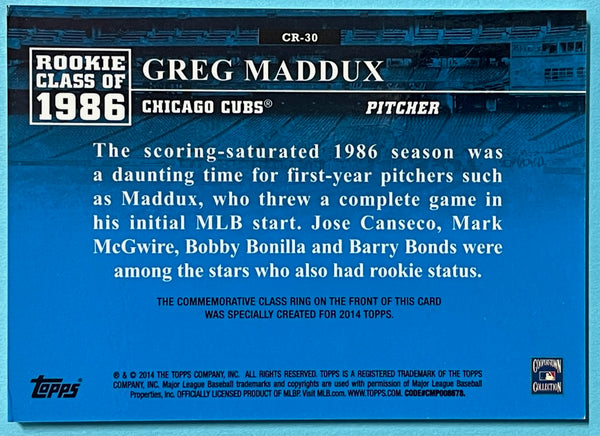 CR-30
ROOKIE
CLASS OF
1986
GREG MADDUX
CHICAGO CUBS® PITCHER
The scoring-saturated 1986 season was
a daunting time for first-year pitchers such
as Maddux, who threw a complete game in
his initial MLB start. Jose Canseco, Mark
McGwire, Bobby Bonilla and Barry Bonds were
among the stars who also had rookie status.
THE COMMEMORATIVE CLASS RING ON THE FRONT OF THIS CARD
WAS SPECIALLY CREATED FOR 2014 TOPPS.
topps
® & © 2014 THE TOPPS COMPANY, INC. ALL RIGHTS RESERVED. TOPPS IS A REGISTERED TRADEMARK OF THE TOPPS
COMPANY, INC. Major League Baseball trademarks and copyrights are used with permission of Major League Baseball
Properties, Inc. OFFICIALLY LICENSED PRODUCT OF MLBP. Visit MLB.com. WWW.TOPPS.COM. CODE#CMP008678.
COOPERSTOWN
COLLECTION